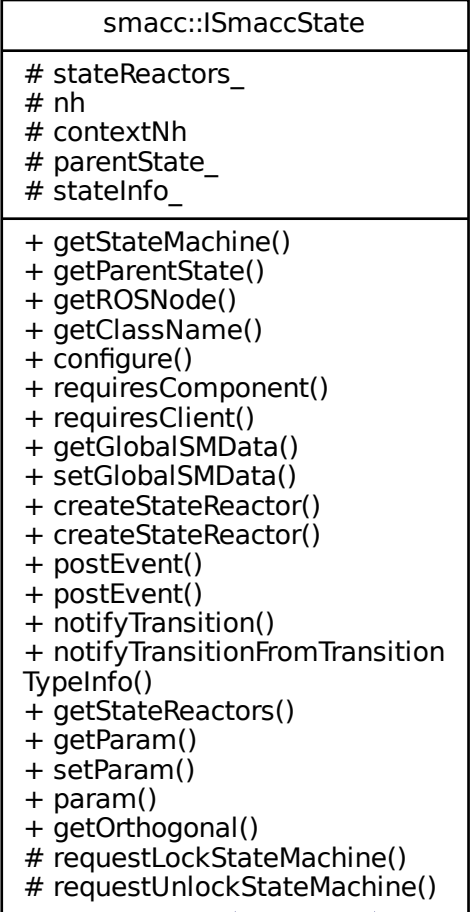 smacc::ISmaccState
# stateReactors_
# nh
# contextNh
# parentState_
# stateInfo_
+ getStateMachine()
+ getParentState()
+ getROSNode()
+ getClassName()
+ configure()
+ requiresComponent()
+ requiresClient()
+ getGlobalSMData()
+ setGlobalSMData()
+ createStateReactor()
+ createStateReactor()
+ postEvent()
+ postEvent()
+ notifyTransition()
+ notifyTransitionFromTransition
TypeInfo()
+ getStateReactors()
+ getParam()
+ setParam()
+ param()
+ getOrthogonal()
# requestLockStateMachine()
# requestUnlockStateMachine()